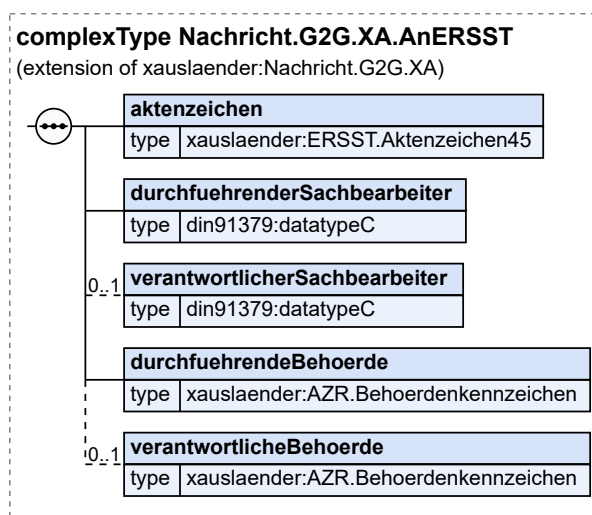 complexType Nachricht.G2G.XA.AnERSST
(extension of xauslaender:Nachricht.G2G.XA)
aktenzeichen
type xauslaender:ERSST.Aktenzeichen45
durchfuehrenderSachbearbeiter
type din91379:datatypeC
0..1 verantwortlicherSachbearbeiter
type din91379:datatypeC
durchfuehrendeBehoerde
type xauslaender:AZR.Behoerdenkennzeichen
0..1 verantwortlicheBehoerde
type xauslaender:AZR.Behoerdenkennzeichen